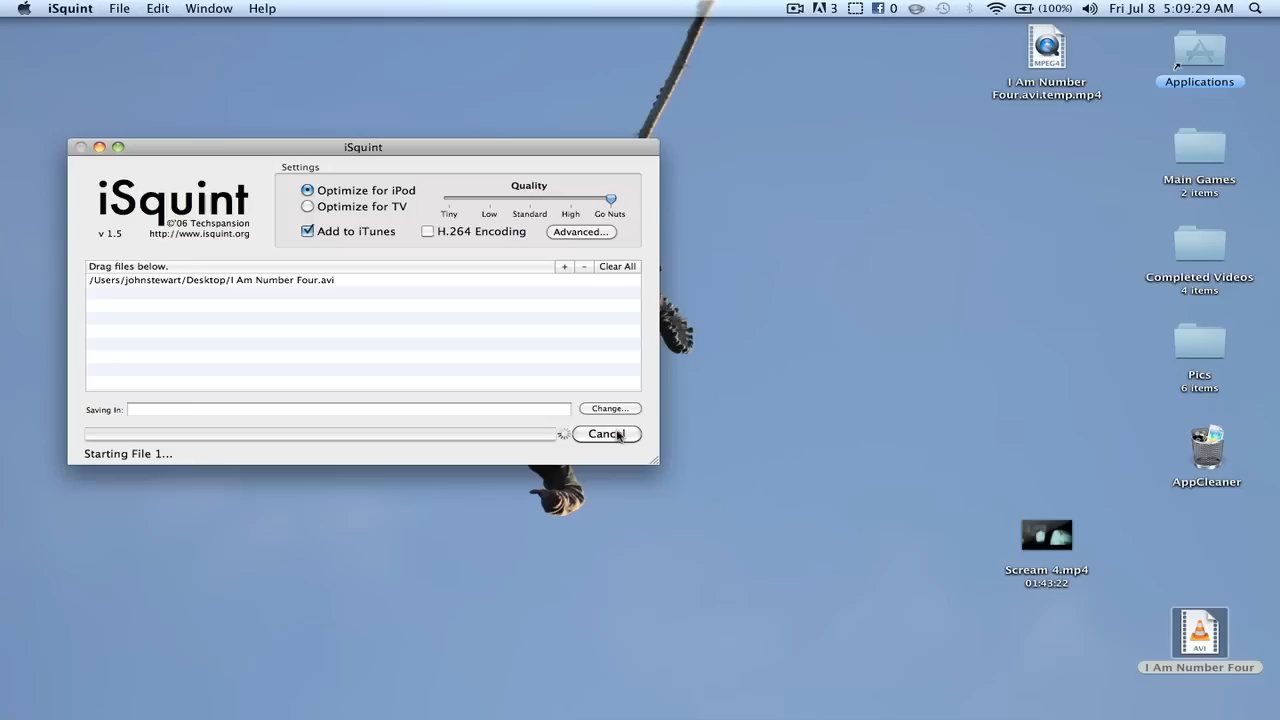 iSquint File Edit Window Help
3 0 (100%) Fri Jul 8 5:09:29 AM
I Am Number
Four.avi.temp.mp4
Applications
Main Games
2 items
Completed Videos
4 items
Pics
6 items
AppCleaner
Scream 4.mp4
01:43:22
AVI
I Am Number Four
MPEG4
iSquint
iSquint
©'06 Techspansion
v 1.5 http://www.isquint.org
Settings
Optimize for iPod
Optimize for TV
Add to iTunes
H.264 Encoding
Quality
Tiny Low Standard High Go Nuts
Advanced...
Drag files below. + - Clear All
/Users/johnstewart/Desktop/I Am Number Four.avi
Saving In: Change...
Cancel
Starting File 1...